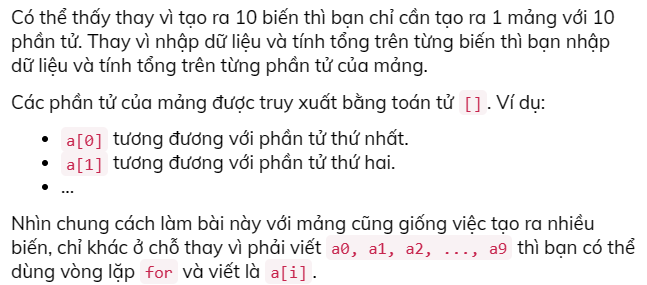 Có thể thấy thay vì tạo ra 10 biến thì bạn chỉ cần tạo ra 1 mảng với 10
phần tử. Thay vì nhập dữ liệu và tính tổng trên từng biến thì bạn nhập
dữ liệu và tính tổng trên từng phần tử của mảng.
Các phần tử của mảng được truy xuất bằng toán tử []. Ví dụ:
• a[0] tương đương với phần tử thứ nhất.
• a[1] tương đương với phần tử thứ hai.
• ...
Nhìn chung cách làm bài này với mảng cũng giống việc tạo ra nhiều
biến, chỉ khác ở chỗ thay vì phải viết a0, a1, a2, ..., a9 thì bạn có thể
dùng vòng lặp for và viết là a[i].